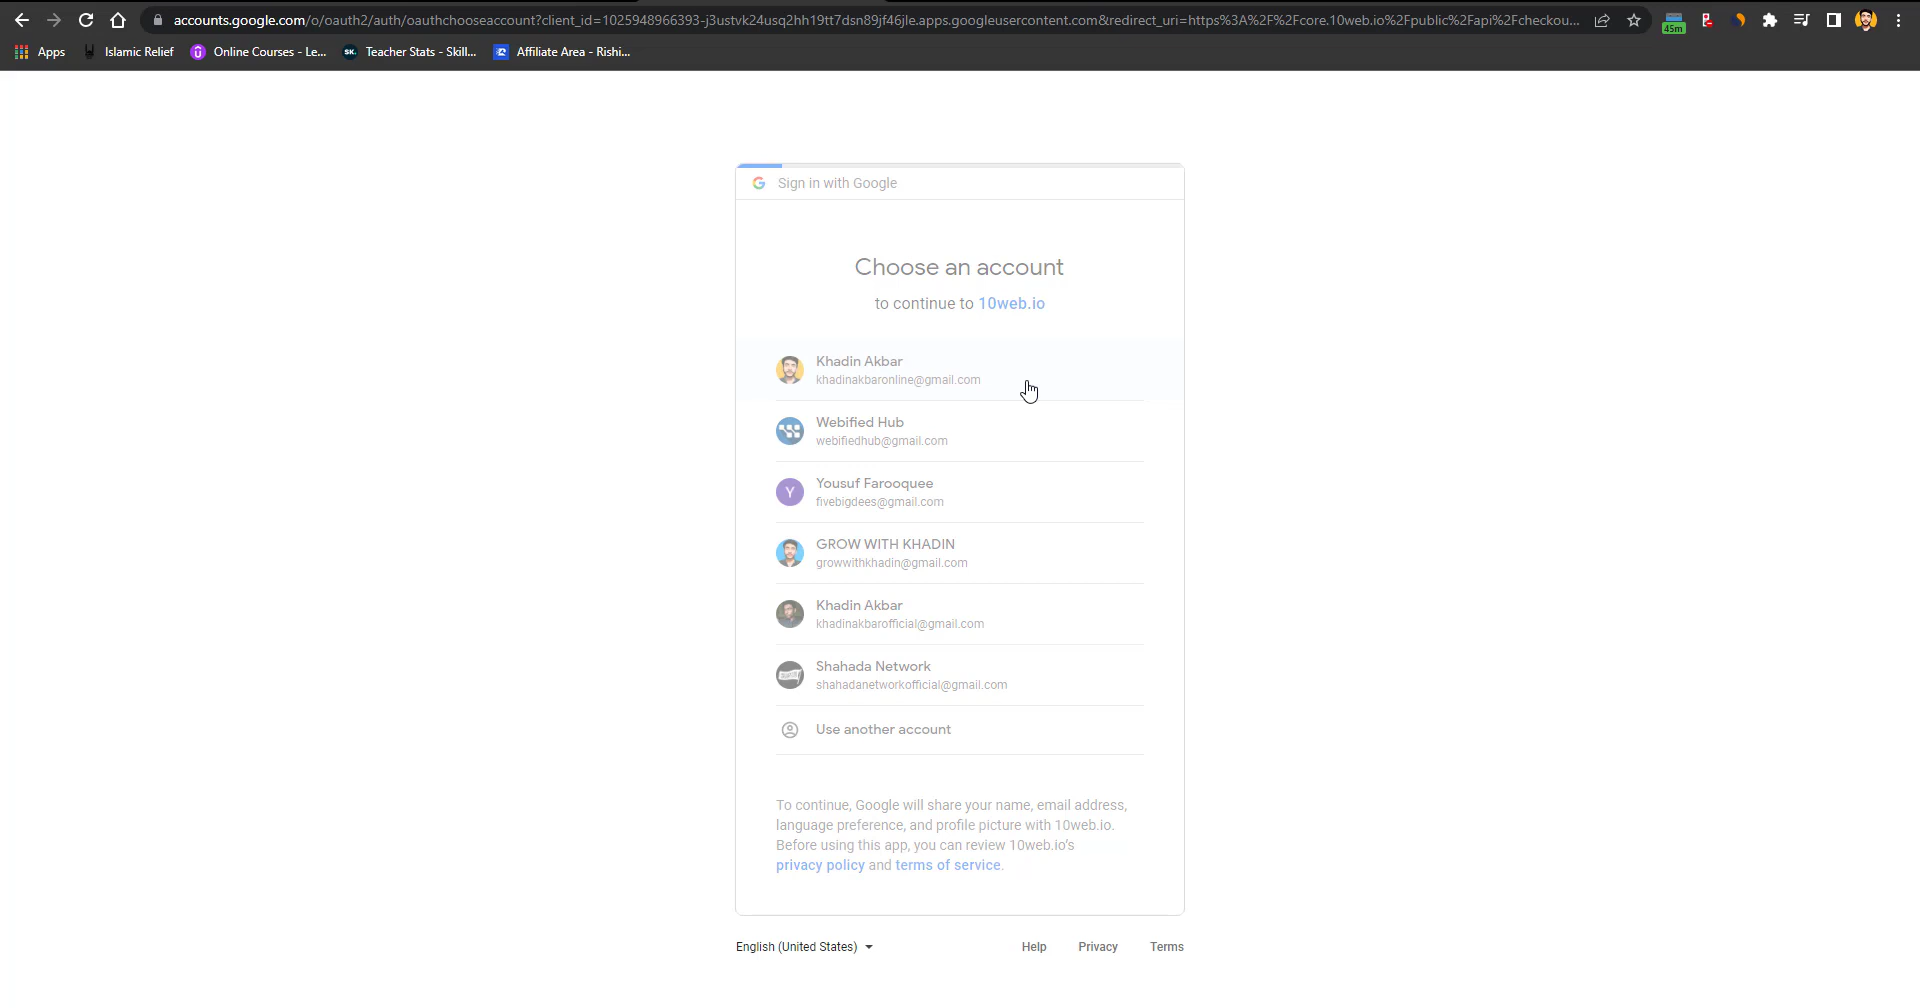 accounts.google.com/o/oauth2/auth/oauthchooseaccount?client_id=1025948966393-j3ustvk24usq2hh19tt7dsn89jf46jle.apps.googleusercontent.com&redirect_uri=https%3A%2F%2Fcore.10web.io%2Fpublic%2Fapi%2Fcheckou...
45m
Apps
Islamic Relief
Online Courses - Le...
SK.
Teacher Stats - Skill...
Affiliate Area - Rishi...
Sign in with Google
Choose an account
to continue to 10web.io
Khadin Akbar
khadinakbaronline@gmail.com
Webified Hub
webifiedhub@gmail.com
Y
Yousuf Farooquee
fivebigdees@gmail.com
GROW WITH KHADIN
growwithkhadin@gmail.com
Khadin Akbar
khadinakbarofficial@gmail.com
Shahada Network
shahadanetworkofficial@gmail.com
Use another account
To continue, Google will share your name, email address,
language preference, and profile picture with 10web.io.
Before using this app, you can review 10web.io's
privacy policy and terms of service.
English (United States)
Help
Privacy
Terms